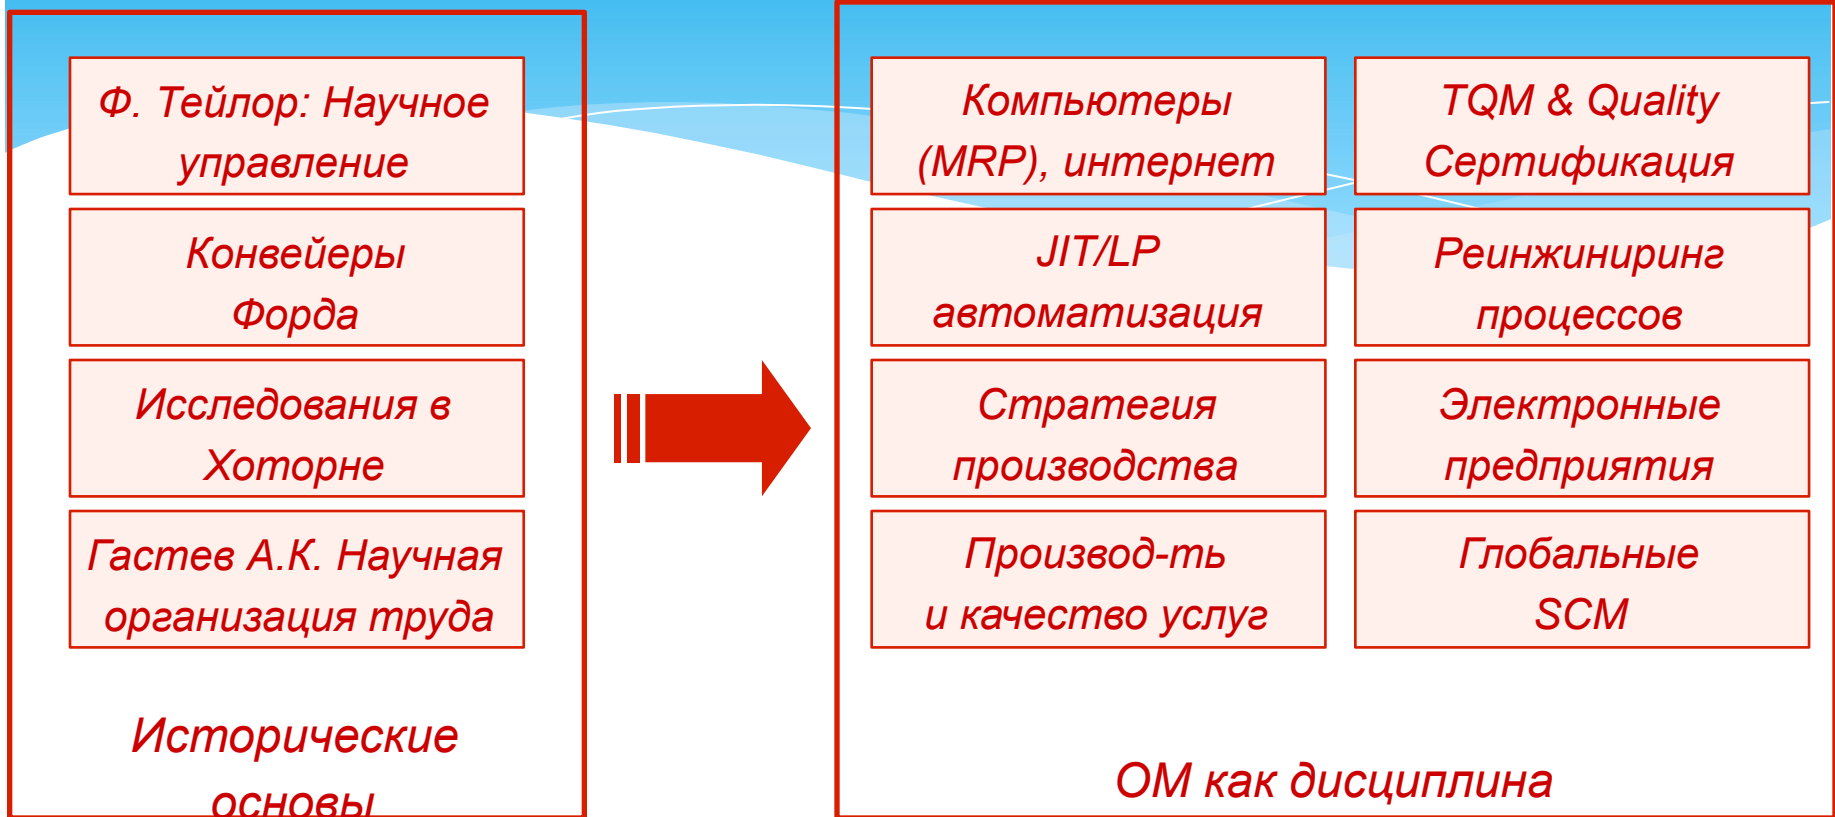 Ф. Тейлор: Научное
управление
Конвейеры
Форда
Исследования в
Хоторне
Гастев А.К. Научная
организация труда
Исторические
основы
Компьютеры
(MRP), интернет
JIT/LP
автоматизация
Стратегия
производства
Производ-ть
и качество услуг
TQM & Quality
Сертификация
Реинжиниринг
процессов
Электронные
предприятия
Глобальные
SCM
ОМ как дисциплина